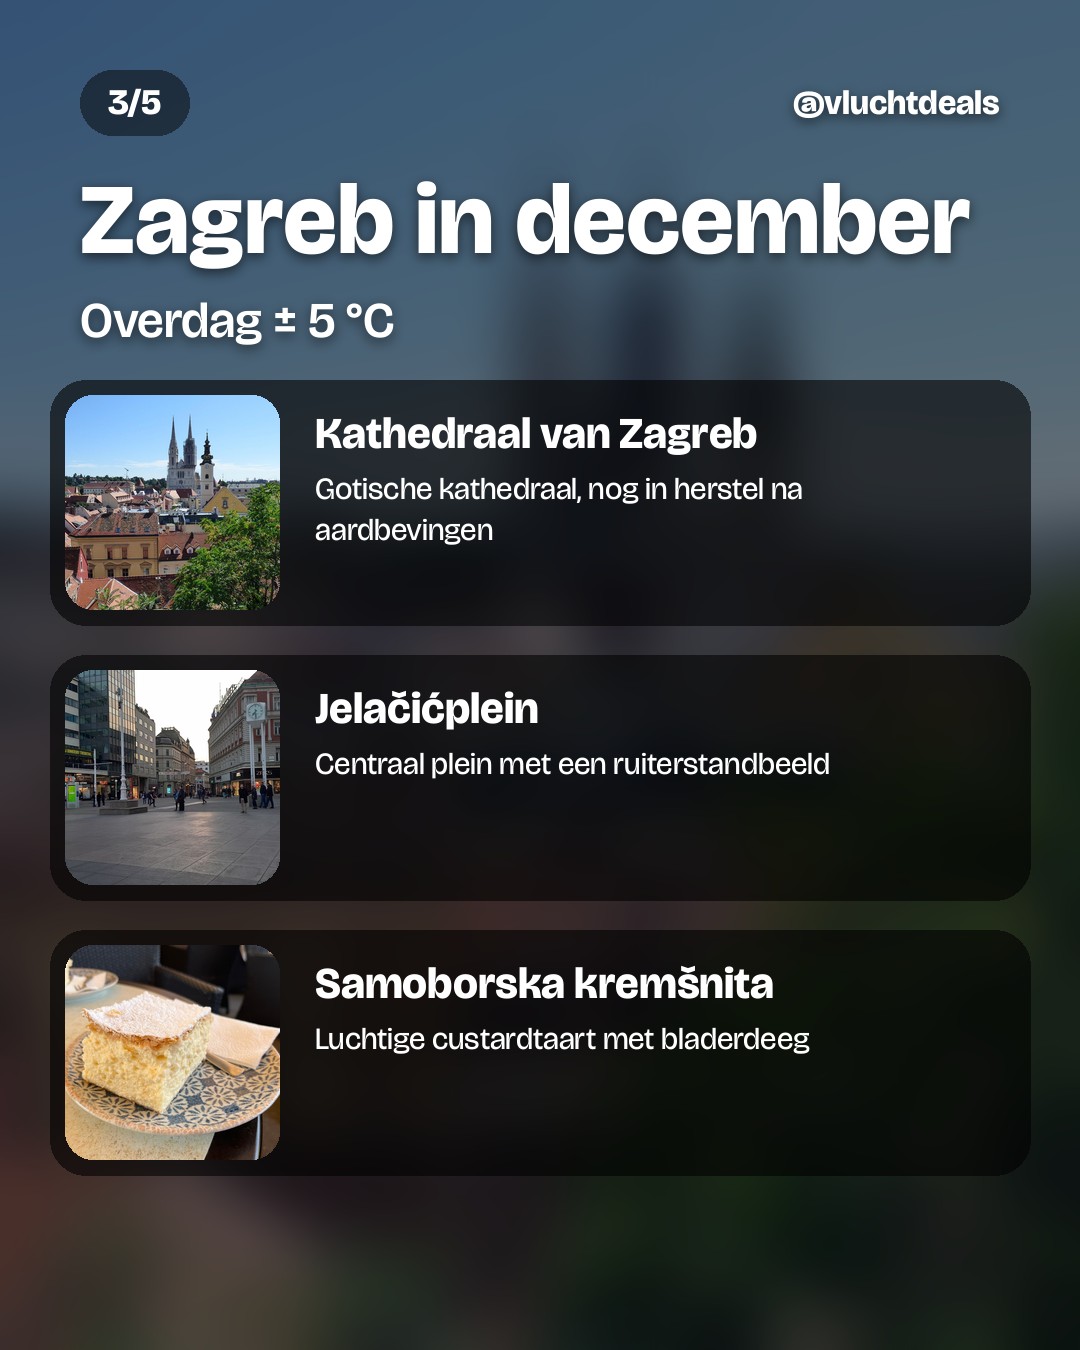 3/5
@vluchtdeals
Zagreb in december
Overdag ± 5 °C
Kathedraal van Zagreb
Gotische kathedraal, nog in herstel na
aardbevingen
Jelačićplein
Centraal plein met een ruiterstandbeeld
Samoborska kremšnita
Luchtige custardtaart met bladerdeeg